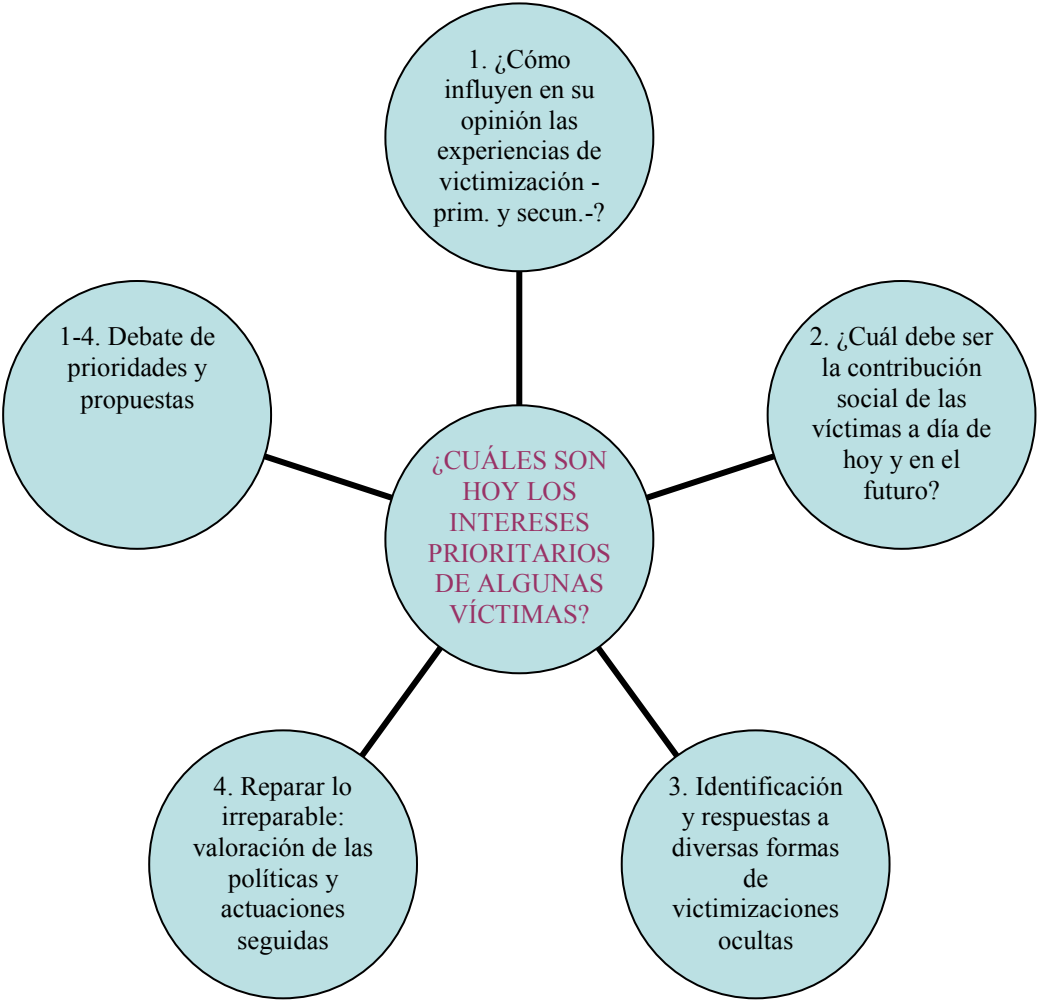 1. ¿Cómo
influyen en su
opinión las
experiencias de
victimización -
prim. y secun.-?
1-4. Debate de
prioridades y
propuestas
2. ¿Cuál debe ser
la contribución
social de las
víctimas a día de
hoy y en el
futuro?
¿CUÁLES SON
HOY LOS
INTERESES
PRIORITARIOS
DE ALGUNAS
VÍCTIMAS?
4. Reparar lo
irreparable:
valoración de las
políticas y
actuaciones
seguidas
3. Identificación
y respuestas a
diversas formas
de
victimizaciones
ocultas